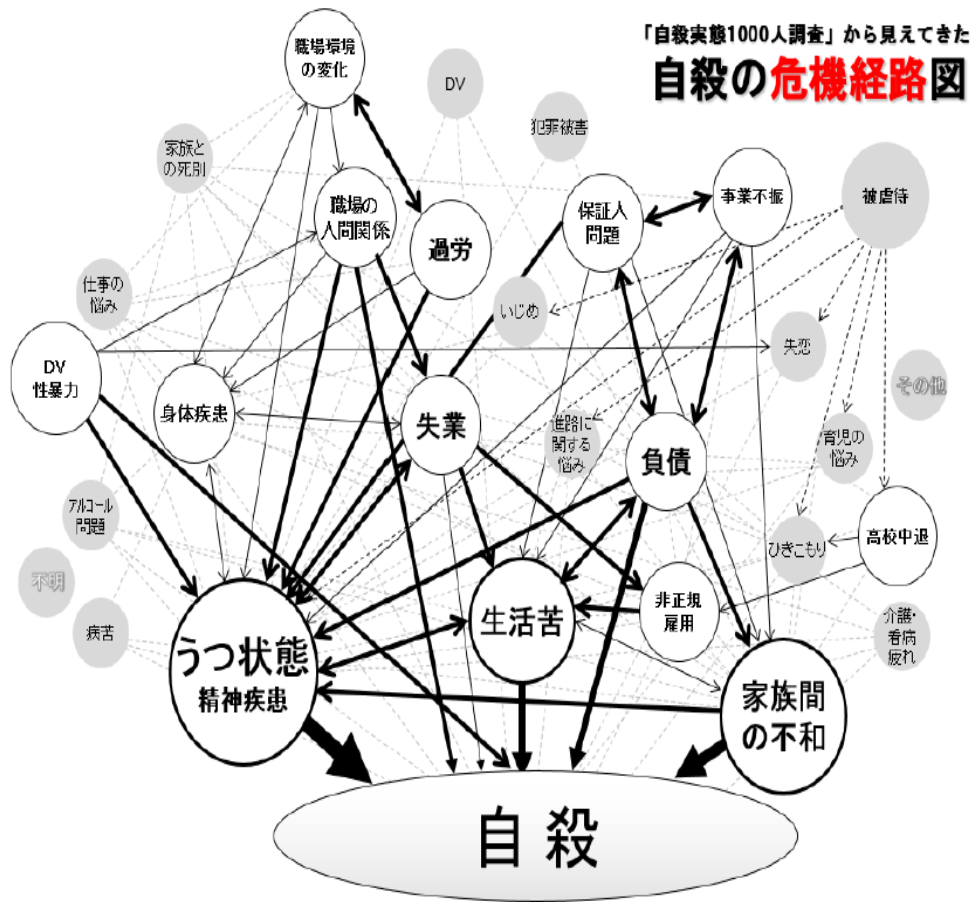 「自殺実態1000人調査」から見えてきた
自殺の危機経路図
職場環境
の変化
DV
犯罪被害
家族と
の死別
職場の
人間関係
過労
保証人
問題
事業不振
被虐待
仕事の
悩み
いじめ
失恋
DV
性暴力
身体疾患
失業
進路に
関する
悩み
負債
その他
育児の
悩み
アルコール
問題
ひきこもり
高校中退
不明
病苦
うつ状態
精神疾患
生活苦
非正規
雇用
介護・
看病
疲れ
家族間
の不和
自殺